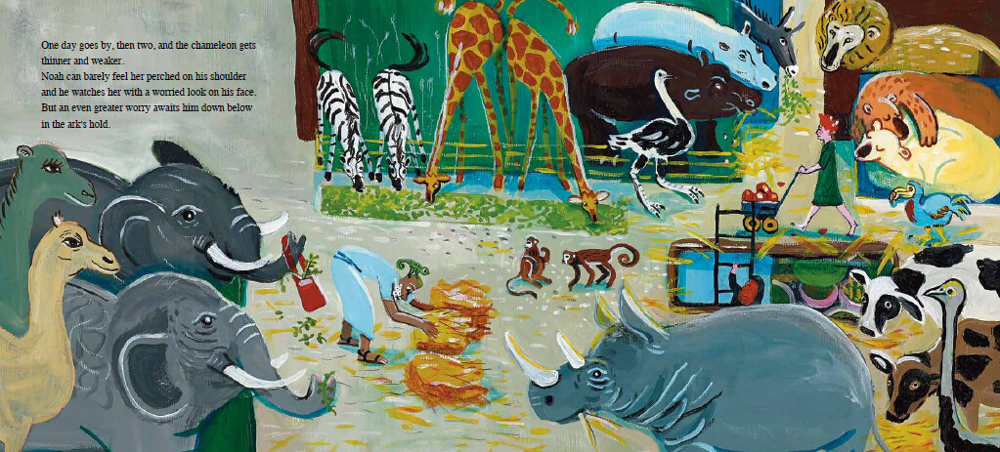 One day goes by, then two, and the chameleon gets
thinner and weaker.
Noah can barely feel her perched on his shoulder
and he watches her with a worried look on his face.
But an even greater worry awaits him down below
in the ark's hold.